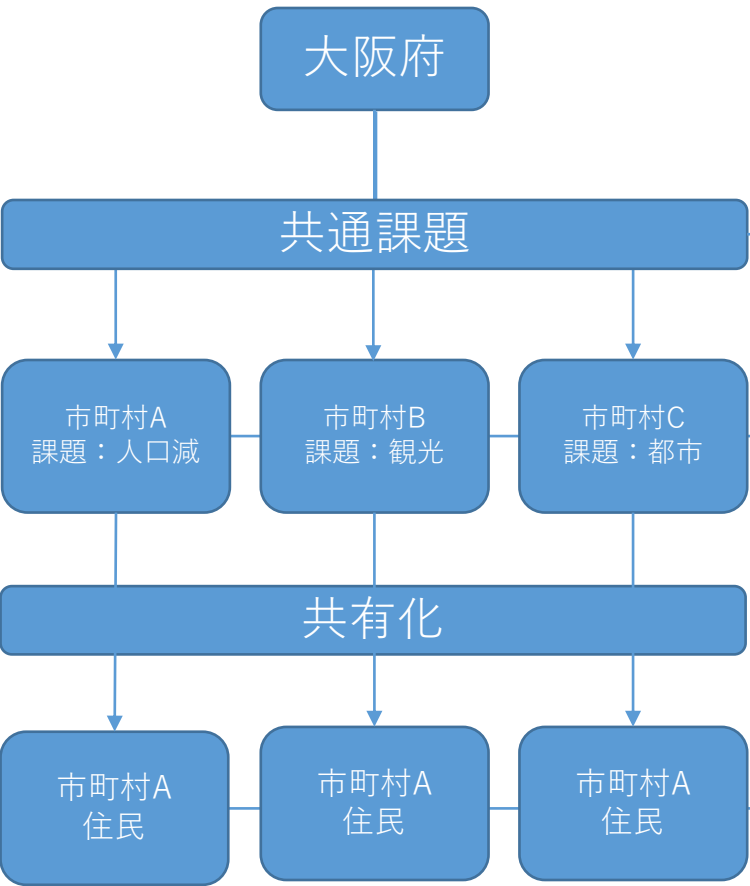 大阪府
共通課題
市町村A
課題：人口減
市町村B
課題：観光
市町村C
課題：都市
共有化
市町村A
住民
市町村A
住民
市町村A
住民